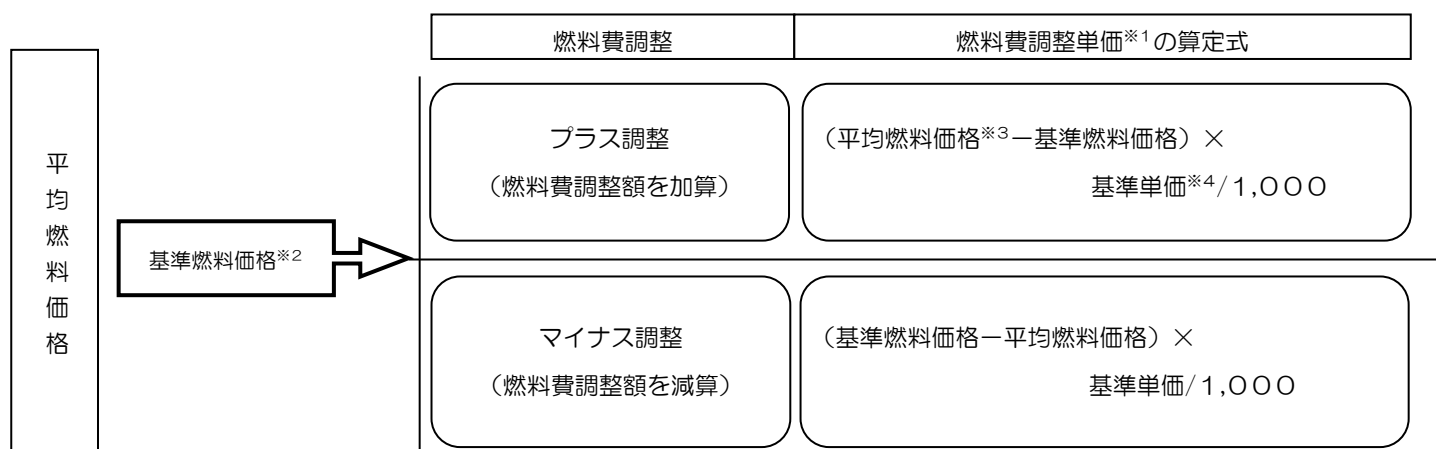 燃料費調整
燃料費調整単価※1の算定式
平均燃料価格
基準燃料価格※2
プラス調整
（燃料費調整額を加算）
（平均燃料価格※3－基準燃料価格）×
基準単価※4/1,000
マイナス調整
（燃料費調整額を減算）
（基準燃料価格－平均燃料価格）×
基準単価/1,000